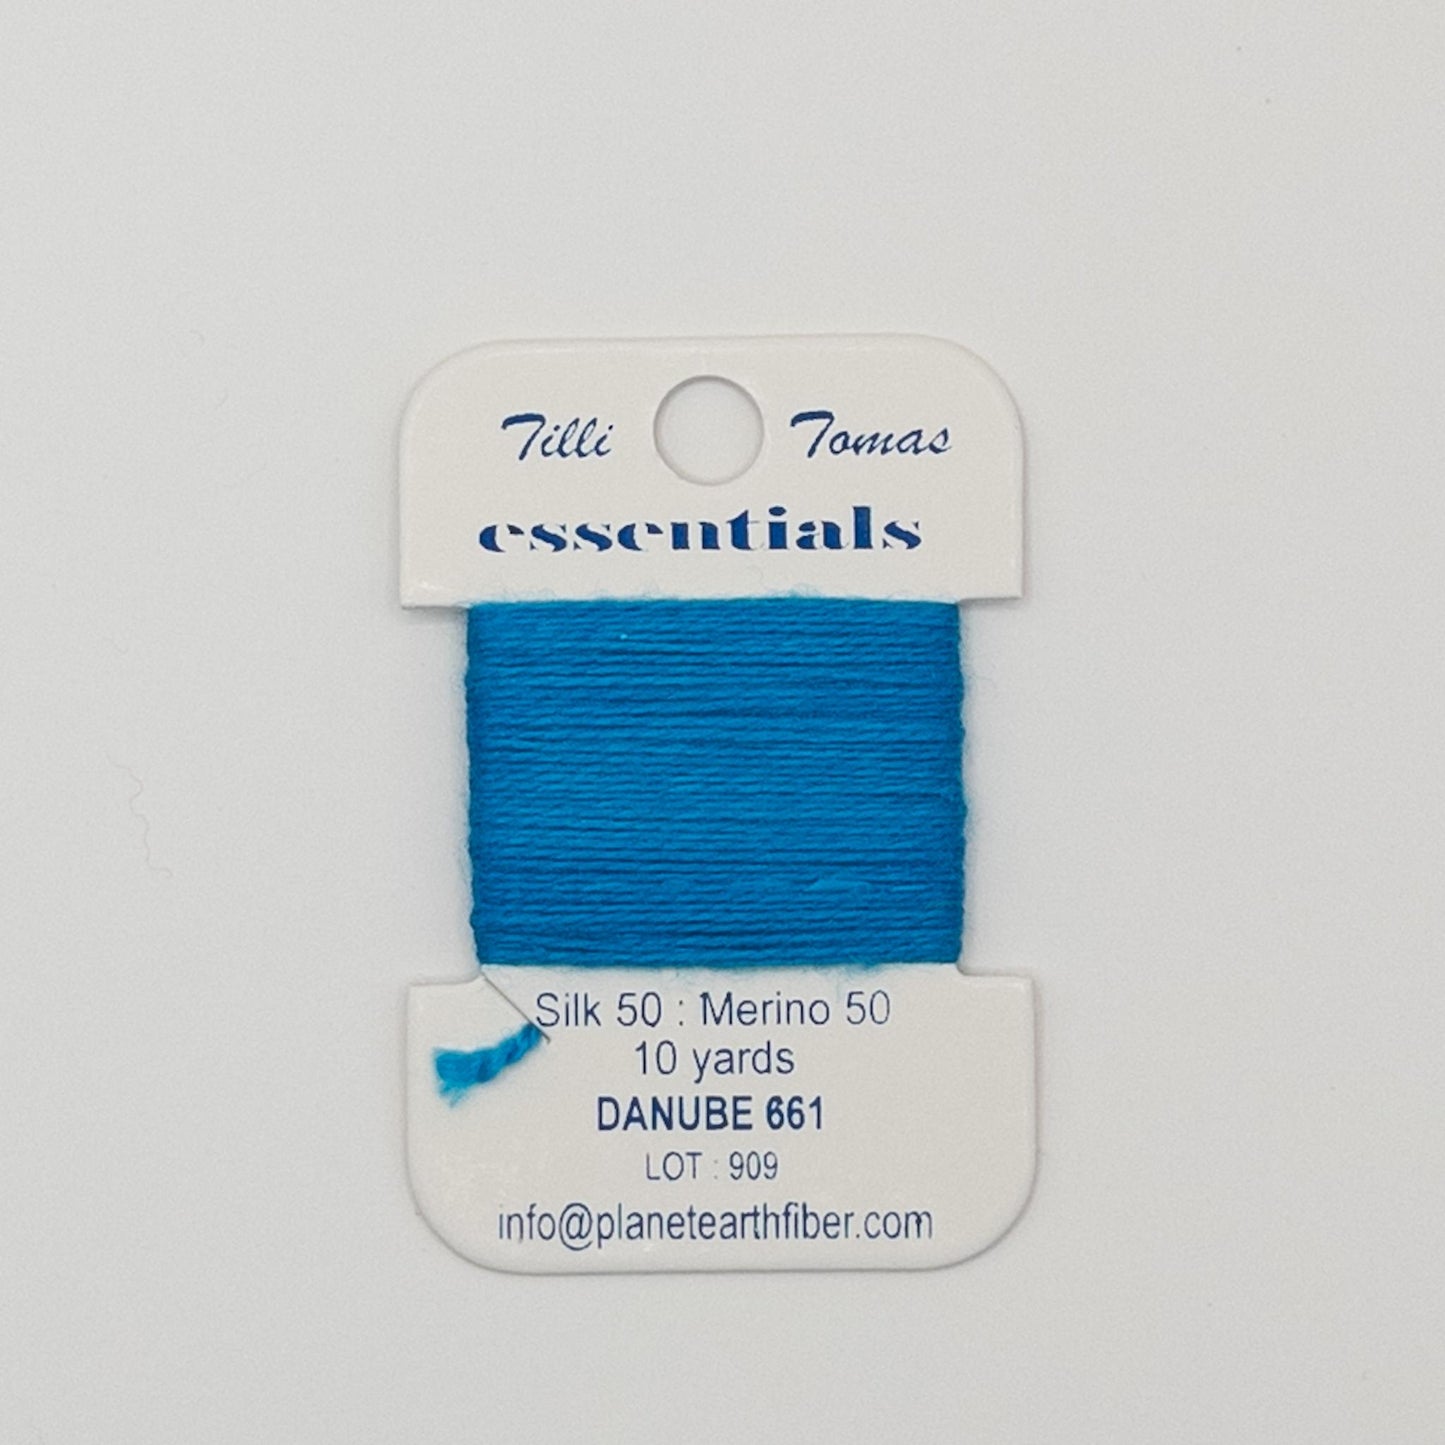 Tilli Tomas
essentials
Silk 50 : Merino 50
10 yards
DANUBE 661
LOT : 909
info@planetearthfiber.com